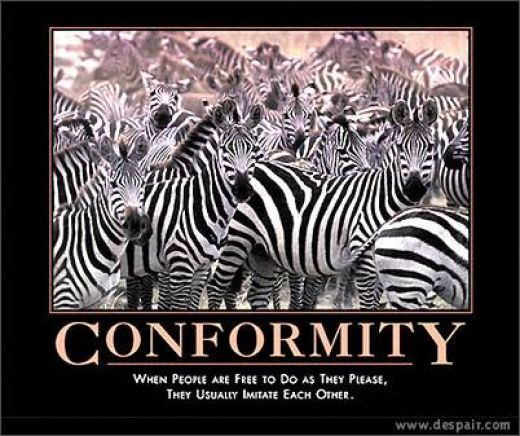 CONFORMITY
WHEN PEOPLE ARE FREE TO DO AS THEY PLEASE,
THEY USUALLY IMITATE EACH OTHER.
www.despair.com